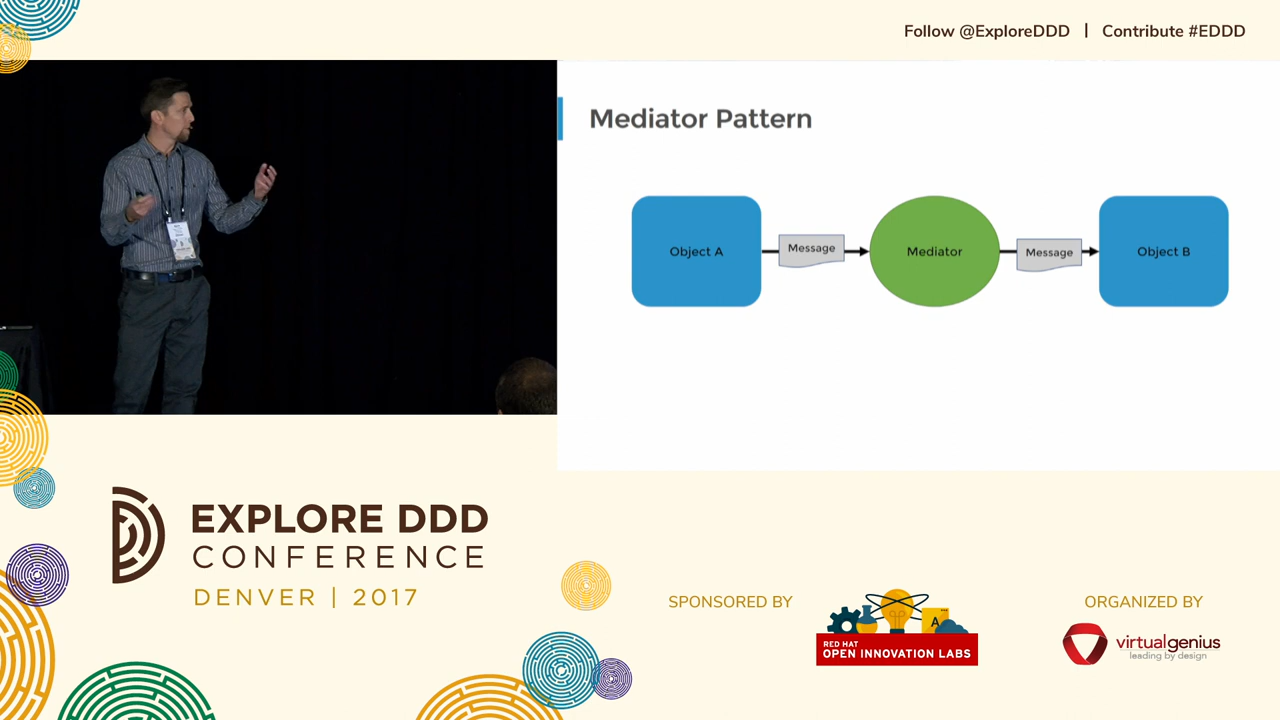 Follow @ExploreDDD | Contribute #EDDD
Mediator Pattern
Object A
Message
Mediator
Message
Object B
EXPLORE DDD
CONFERENCE
DENVER | 2017
SPONSORED BY
A
RED HAT
OPEN INNOVATION LABS
ORGANIZED BY
virtualgenius
leading by design